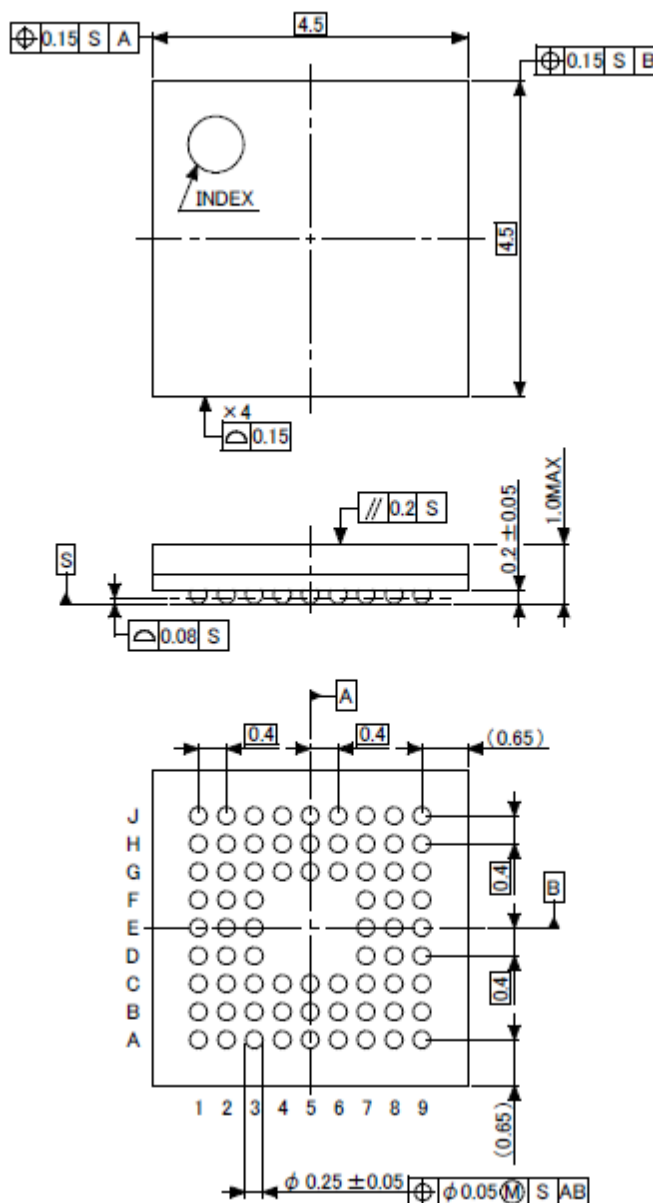 ⌖ 0.15 S A
4.5
⌖ 0.15 S B
INDEX
4.5
×4
⌓ 0.15
// 0.2 S
0.2 ±0.05
1.0MAX
S
⌓ 0.08 S
A
0.4
0.4
(0.65)
J
H
G
F
E
D
C
B
A
0.4
B
0.4
1 2 3 4 5 6 7 8 9
(0.65)
φ 0.25 ±0.05
⌖ φ 0.05 Ⓜ S AB